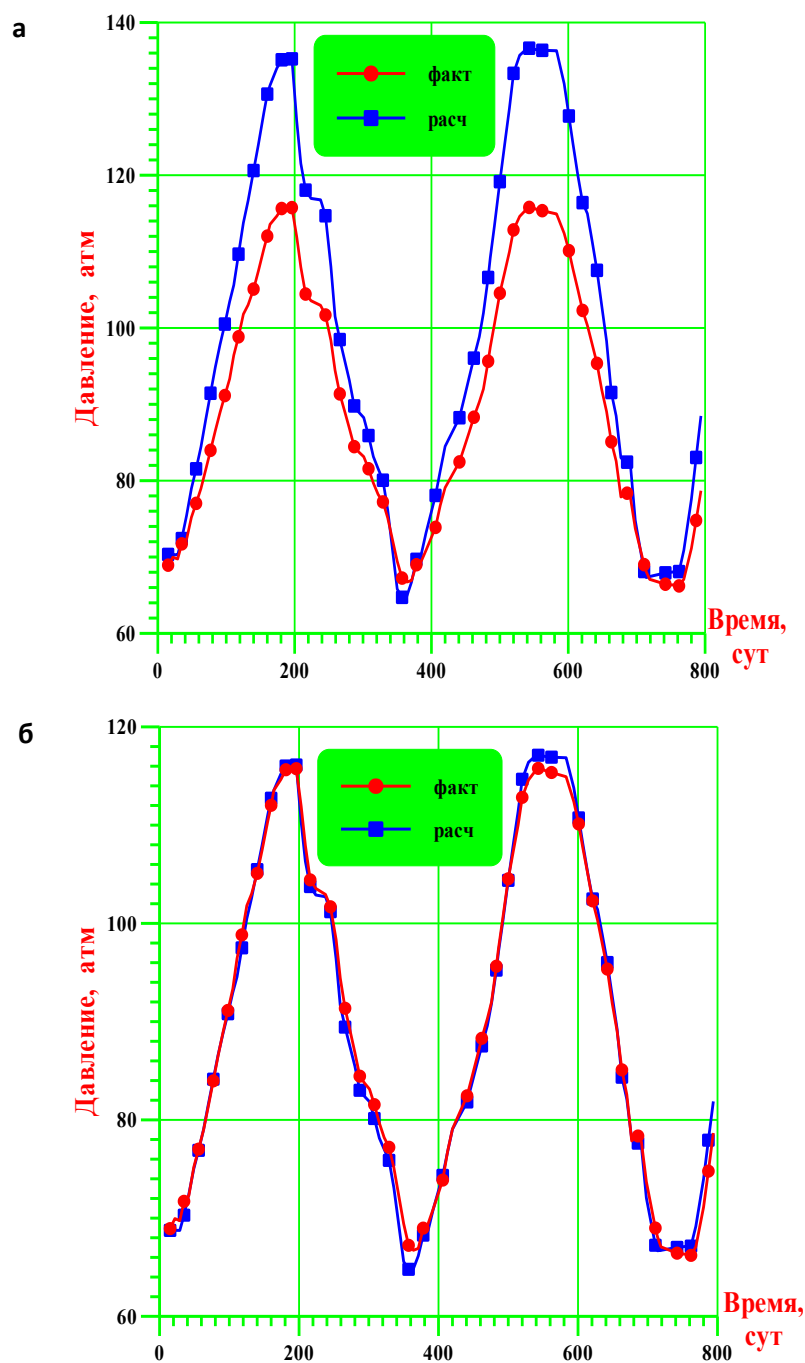 а
140
факт
расч
120
Давление, атм
100
80
60
Время,
сут
0
200
400
600
800
б
120
факт
расч
100
Давление, атм
80
60
Время,
сут
0
200
400
600
800